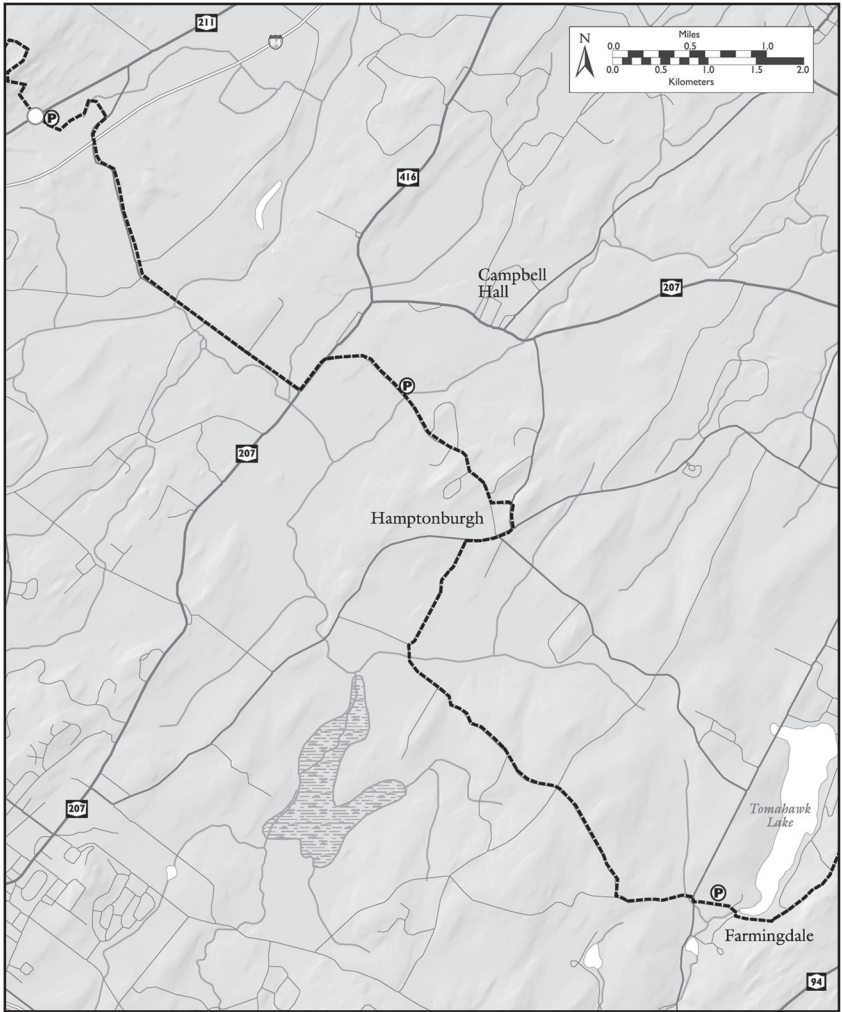 211
84
N
Miles
0.0 0.5 1.0
0.0 0.5 1.0 1.5 2.0
Kilometers
P
416
Campbell
Hall
207
P
207
Hamptonburgh
207
Tomahawk
Lake
P
Farmingdale
94